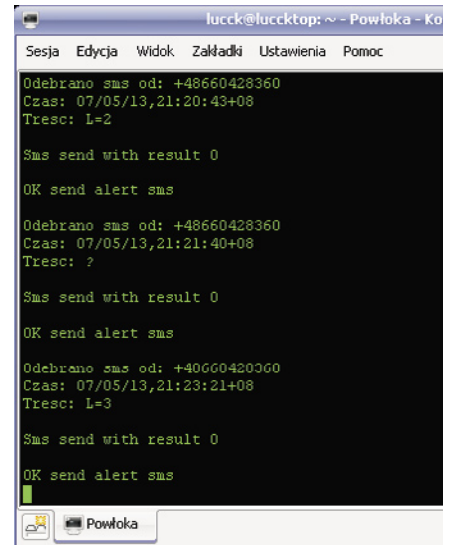 lucck@luccktop: ~ - Powłoka - Ko
Sesja Edycja Widok Zakładki Ustawienia Pomoc
Odebrano sms od: +48660428360
Czas: 07/05/13,21:20:43+08
Tresc: L=2
Sms send with result 0
OK send alert sms
Odebrano sms od: +48660428360
Czas: 07/05/13,21:21:40+08
Tresc: ?
Sms send with result 0
OK send alert sms
Odebrano sms od: +48660428360
Czas: 07/05/13,21:23:21+08
Tresc: L=3
Sms send with result 0
OK send alert sms
Powłoka